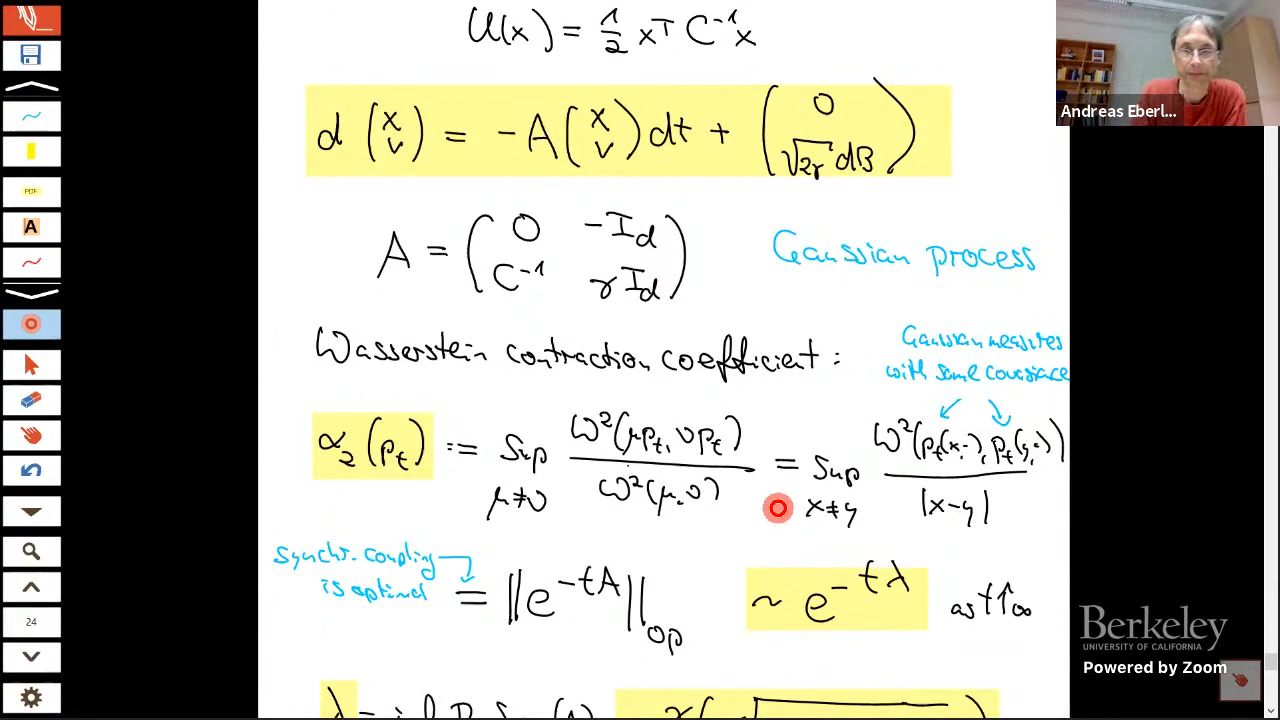 U(x) = 1/2 x^T C^-1 x
Andreas Eberl...
d (x v) = -A (x v) dt + (0 √2γ dB)
A = (0 -I_d C^-1 γ I_d)
Gaussian process
Wasserstein contraction coefficient :
Gaussian measures
with same covariance
α_2(p_t) := sup_{μ≠ν} W^2(μp_t, νp_t) / W^2(μ,ν) = sup_{x≠y} W^2(p_t(x,·), p_t(y,·)) / |x-y|
synchr. coupling
is optimal
= ||e^{-tA}||_op ~ e^{-tλ} as t↑∞
PDF
A
24
Berkeley
UNIVERSITY OF CALIFORNIA
Powered by Zoom